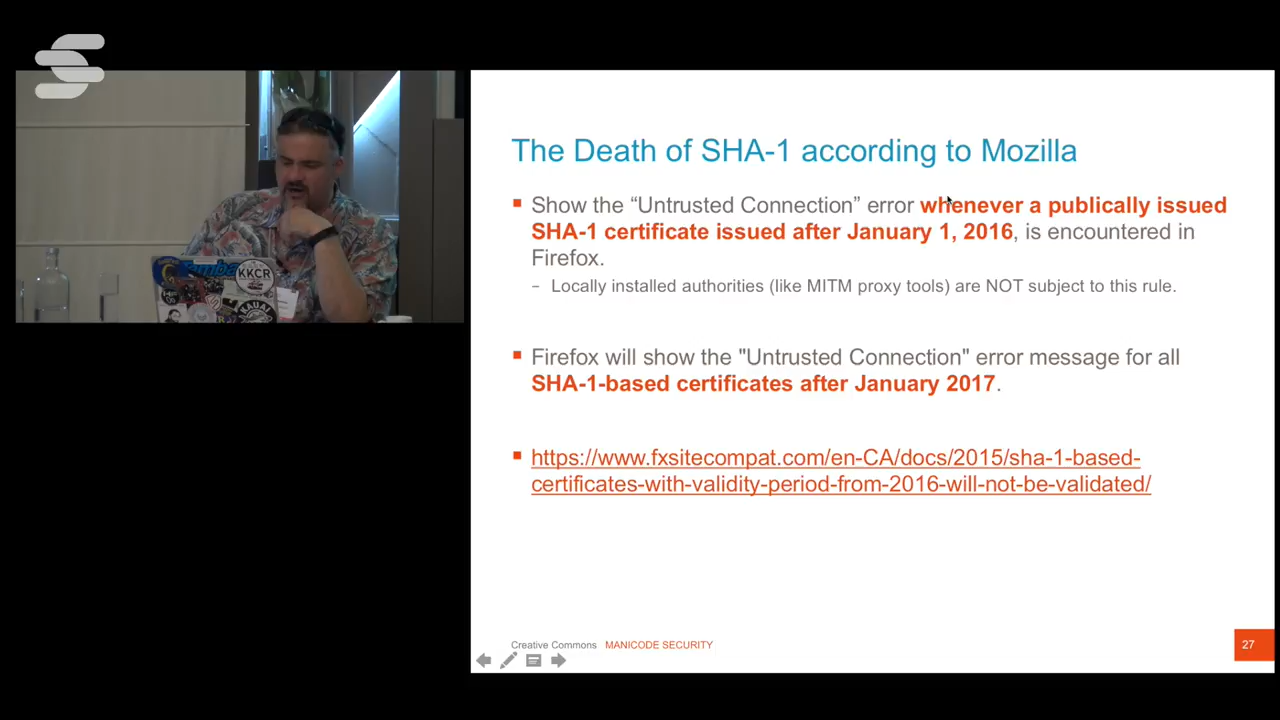 The Death of SHA-1 according to Mozilla
Show the “Untrusted Connection” error whenever a publically issued
SHA-1 certificate issued after January 1, 2016, is encountered in
Firefox.
– Locally installed authorities (like MITM proxy tools) are NOT subject to this rule.
Firefox will show the "Untrusted Connection" error message for all
SHA-1-based certificates after January 2017.
https://www.fxsitecompat.com/en-CA/docs/2015/sha-1-based-
certificates-with-validity-period-from-2016-will-not-be-validated/
Creative Commons MANICODE SECURITY
27
KKCR
KAUAI